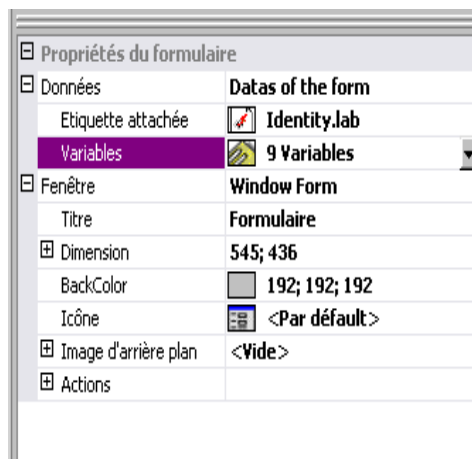 Propriétés du formulaire
Données Datas of the form
Etiquette attachée Identity.lab
Variables 9 Variables
Fenêtre Window Form
Titre Formulaire
Dimension 545; 436
BackColor 192; 192; 192
Icône <Par défault>
Image d'arrière plan <Vide>
Actions